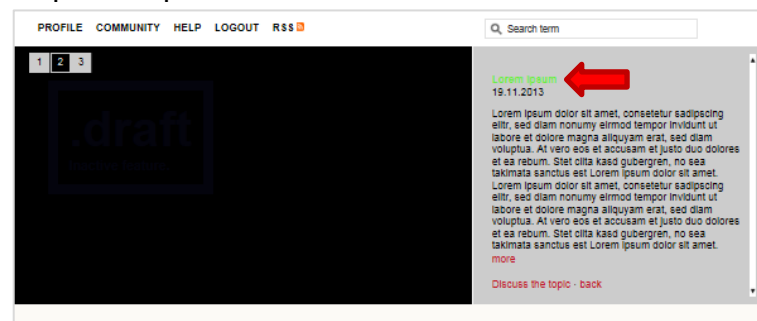 PROFILE COMMUNITY HELP LOGOUT RSS
Search term
1 2 3
.draft
Lorem Ipsum
19.11.2013
Lorem ipsum dolor sit amet, consetetur sadipscing
elitr, sed diam nonumy eirmod tempor invidunt ut
labore et dolore magna aliquyam erat, sed diam
voluptua. At vero eos et accusam et justo duo dolores
et ea rebum. Stet clita kasd gubergren, no sea
takimata sanctus est Lorem ipsum dolor sit amet.
Lorem ipsum dolor sit amet, consetetur sadipscing
elitr, sed diam nonumy eirmod tempor invidunt ut
labore et dolore magna aliquyam erat, sed diam
voluptua. At vero eos et accusam et justo duo dolores
et ea rebum. Stet clita kasd gubergren, no sea
takimata sanctus est Lorem ipsum dolor sit amet.
more
Discuss the topic - back